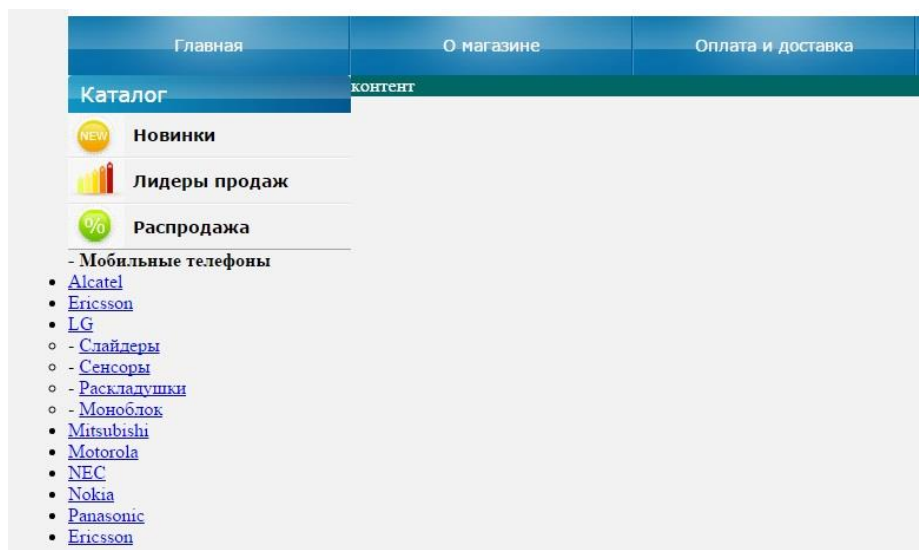 Главная О магазине Оплата и доставка
Каталог контент
NEW Новинки
Лидеры продаж
% Распродажа
- Мобильные телефоны
Alcatel
Ericsson
LG
- Слайдеры
- Сенсоры
- Раскладушки
- Моноблок
Mitsubishi
Motorola
NEC
Nokia
Panasonic
Ericsson